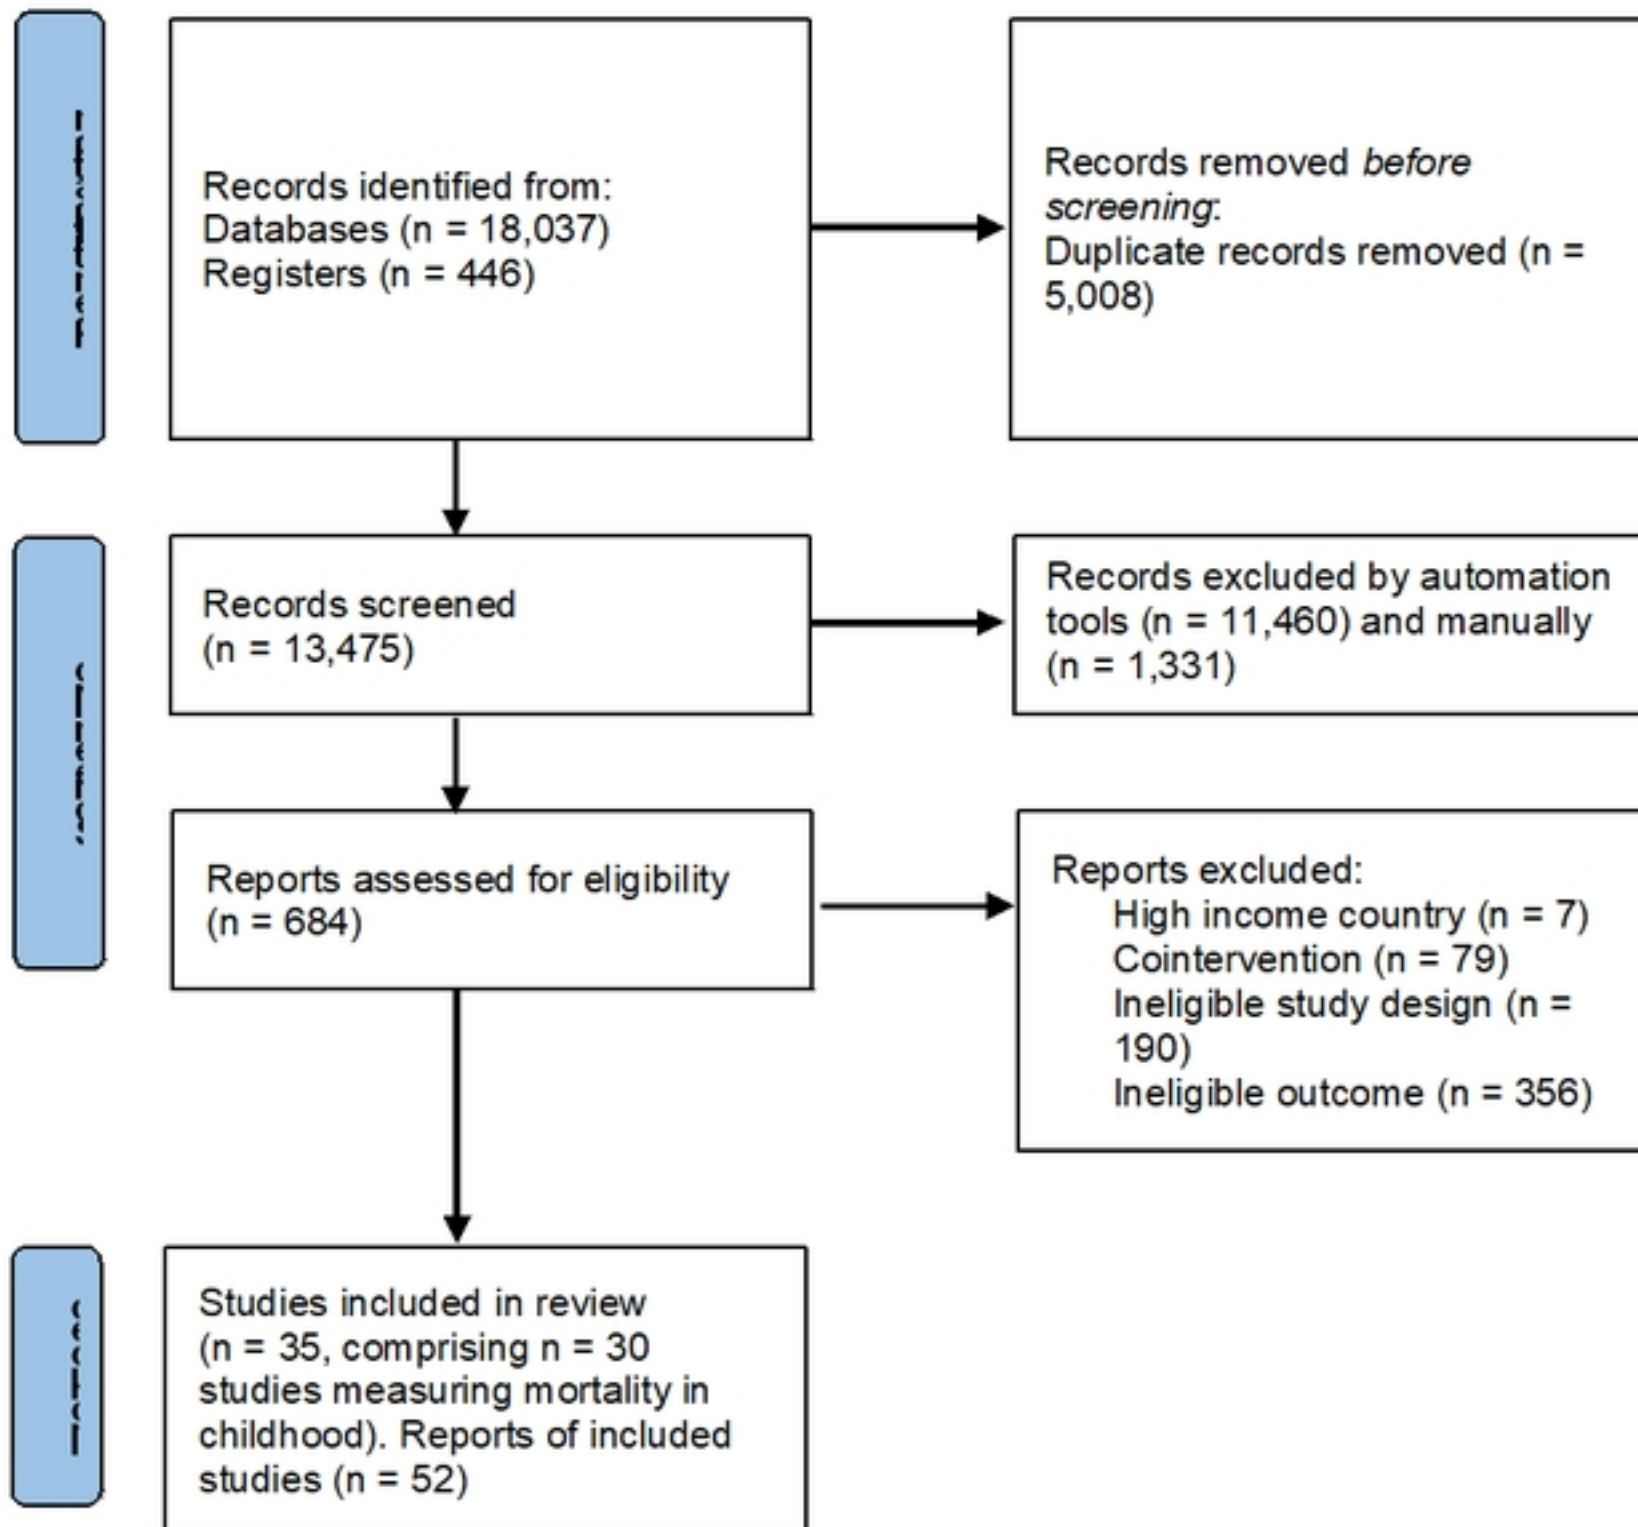 Records identified from:
Databases (n = 18,037)
Registers (n = 446)
Records removed before
screening:
Duplicate records removed (n =
5,008)
Records screened
(n = 13,475)
Records excluded by automation
tools (n = 11,460) and manually
(n = 1,331)
Reports assessed for eligibility
(n = 684)
Reports excluded:
High income country (n = 7)
Cointervention (n = 79)
Ineligible study design (n =
190)
Ineligible outcome (n = 356)
Studies included in review
(n = 35, comprising n = 30
studies measuring mortality in
childhood). Reports of included
studies (n = 52)